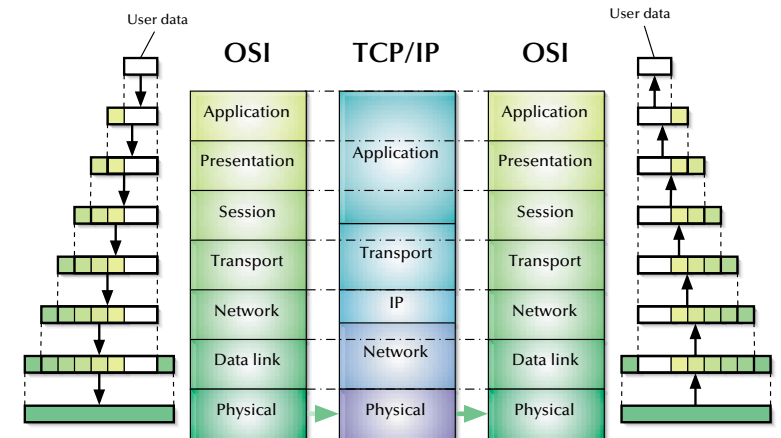 User data
User data
OSI
TCP/IP
OSI
Application
Application
Application
Presentation
Presentation
Session
Session
Transport
Transport
Transport
Network
IP
Network
Data link
Network
Data link
Physical
Physical
Physical